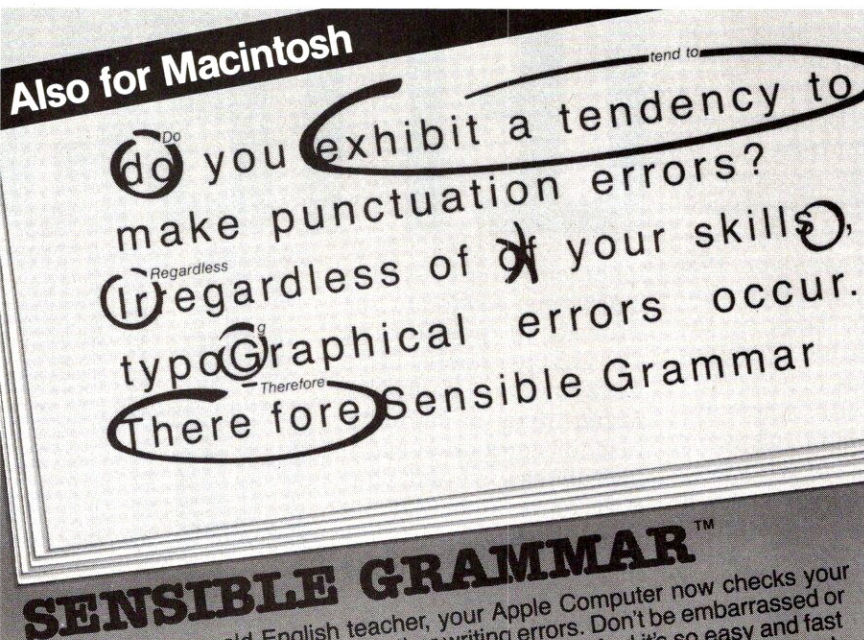 Also for Macintosh
tend to
Do
do you exhibit a tendency to
make punctuation errors?
Regardless
Irregardless of of your skills,
g
typoGraphical errors occur.
Therefore
There fore Sensible Grammar
SENSIBLE GRAMMAR™
old English teacher, your Apple Computer now checks your
writing errors. Don't be embarrassed or
it's so easy and fast